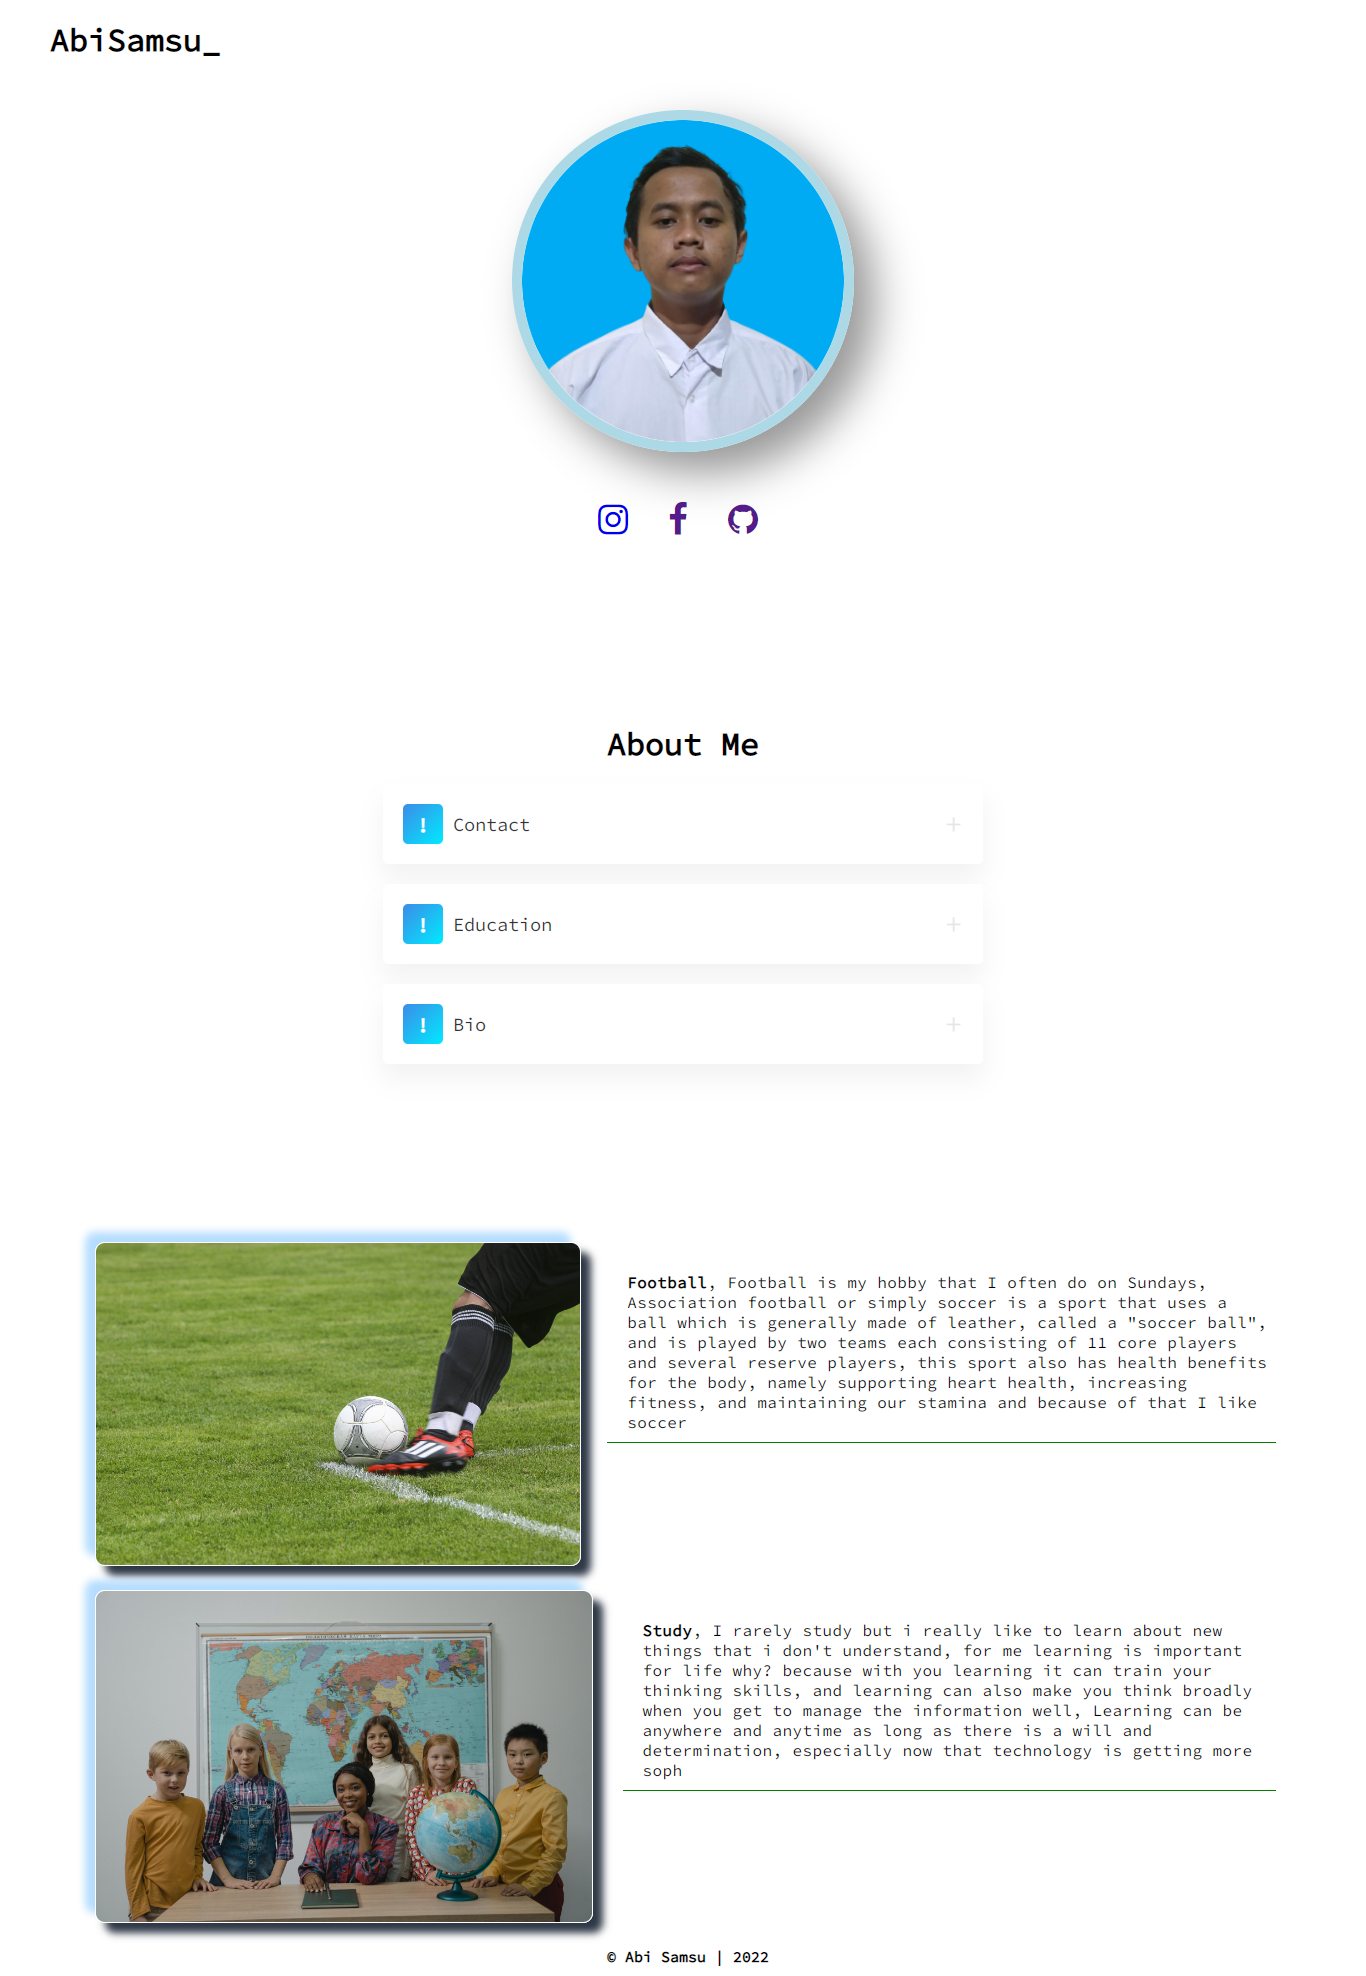 AbiSamsu_
About Me
! Contact +
! Education +
! Bio +
Football, Football is my hobby that I often do on Sundays,
Association football or simply soccer is a sport that uses a
ball which is generally made of leather, called a "soccer ball",
and is played by two teams each consisting of 11 core players
and several reserve players, this sport also has health benefits
for the body, namely supporting heart health, increasing
fitness, and maintaining our stamina and because of that I like
soccer
Study, I rarely study but i really like to learn about new
things that i don't understand, for me learning is important
for life why? because with you learning it can train your
thinking skills, and learning can also make you think broadly
when you get to manage the information well, Learning can be
anywhere and anytime as long as there is a will and
determination, especially now that technology is getting more
soph
© Abi Samsu | 2022